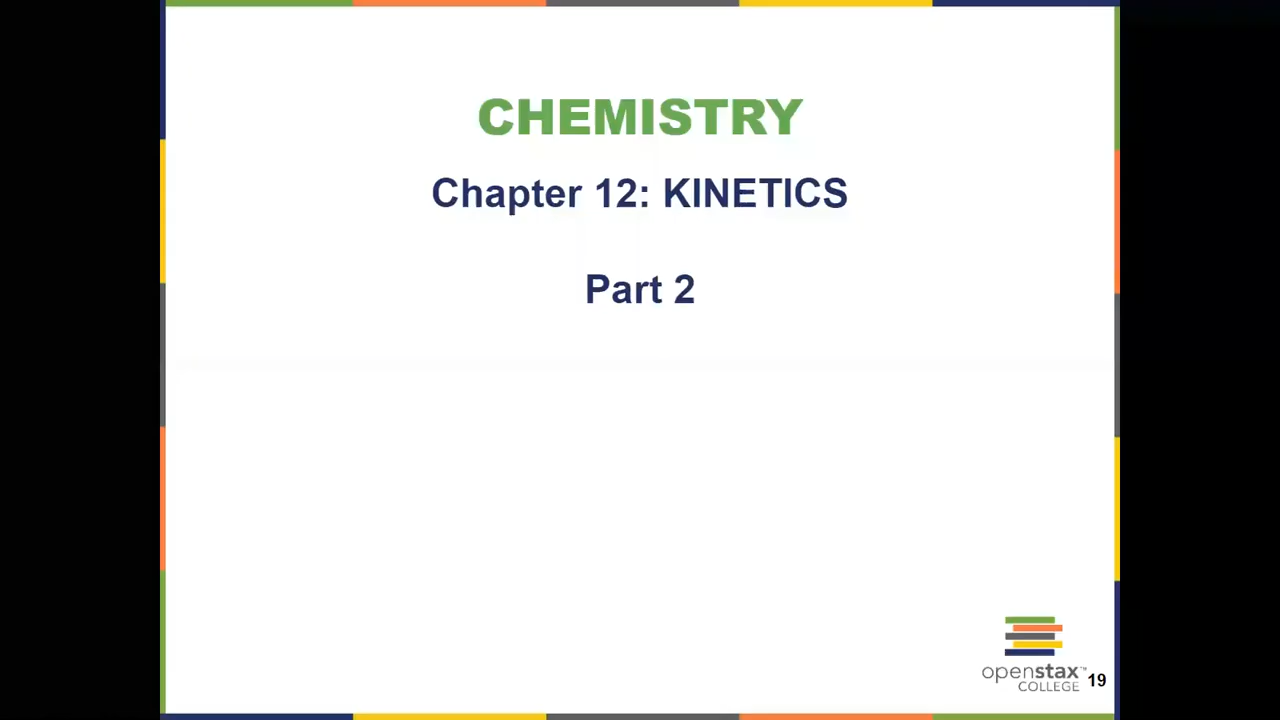 CHEMISTRY
Chapter 12: KINETICS
Part 2
openstax™
COLLEGE
19